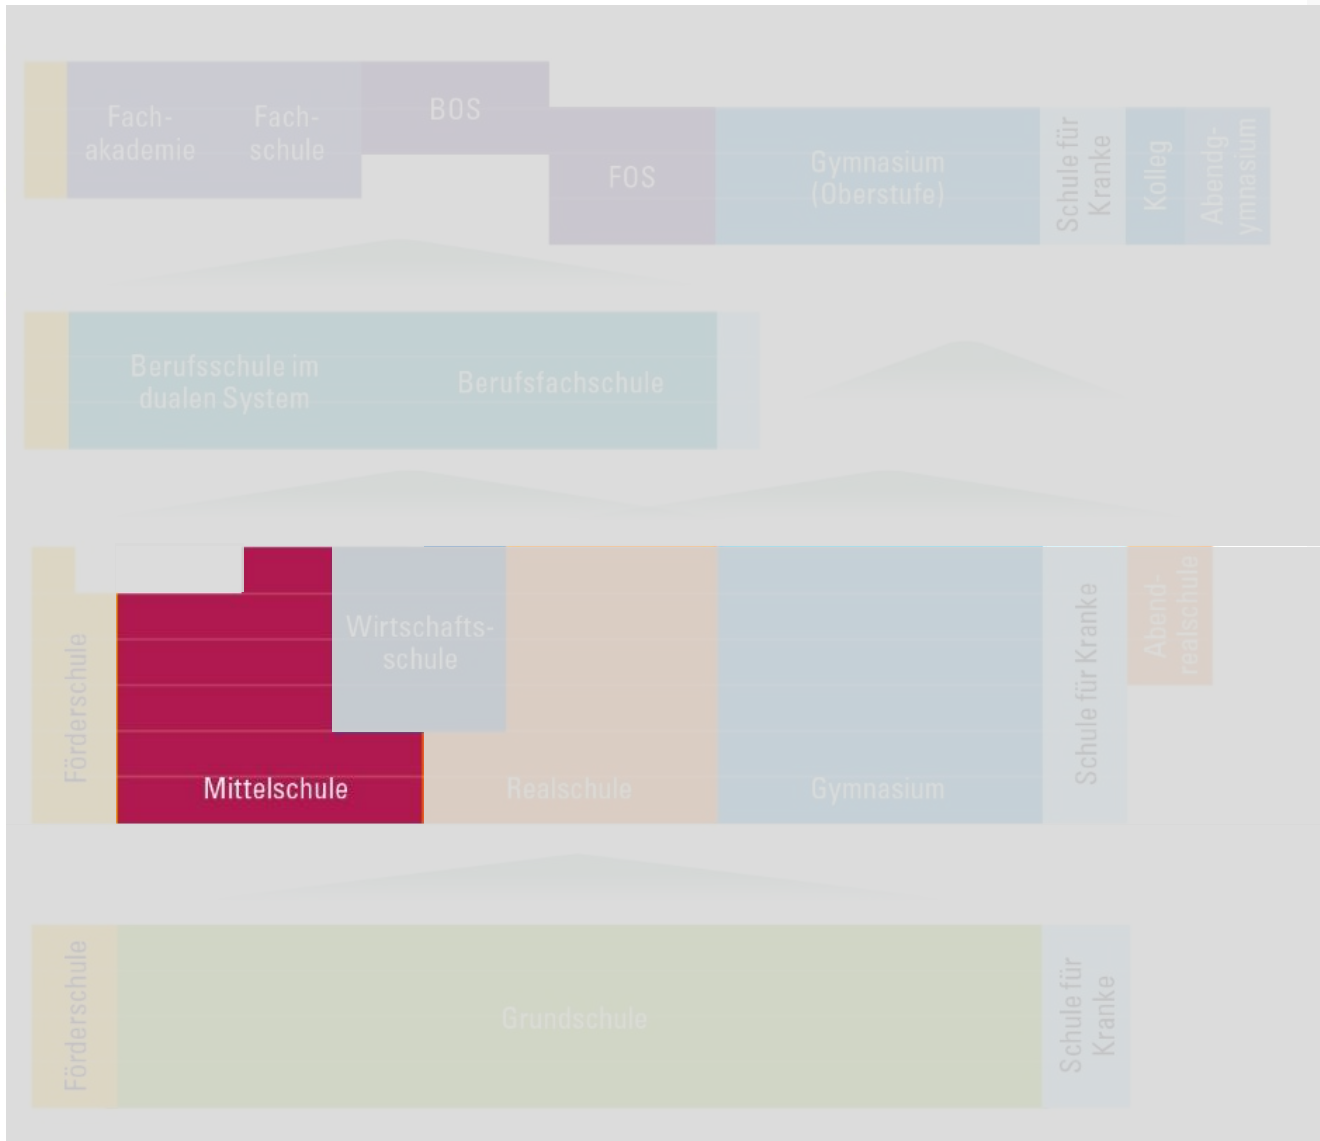 Fach-
akademie
Fach-
schule
BOS
FOS
Gymnasium
(Oberstufe)
Schule für
Kranke
Kolleg
Abendg-
ymnasium
Berufsschule im
dualen System
Berufsfachschule
Förderschule
Mittelschule
Wirtschafts-
schule
Realschule
Gymnasium
Schule für Kranke
Abend-
realschule
Förderschule
Grundschule
Schule für
Kranke